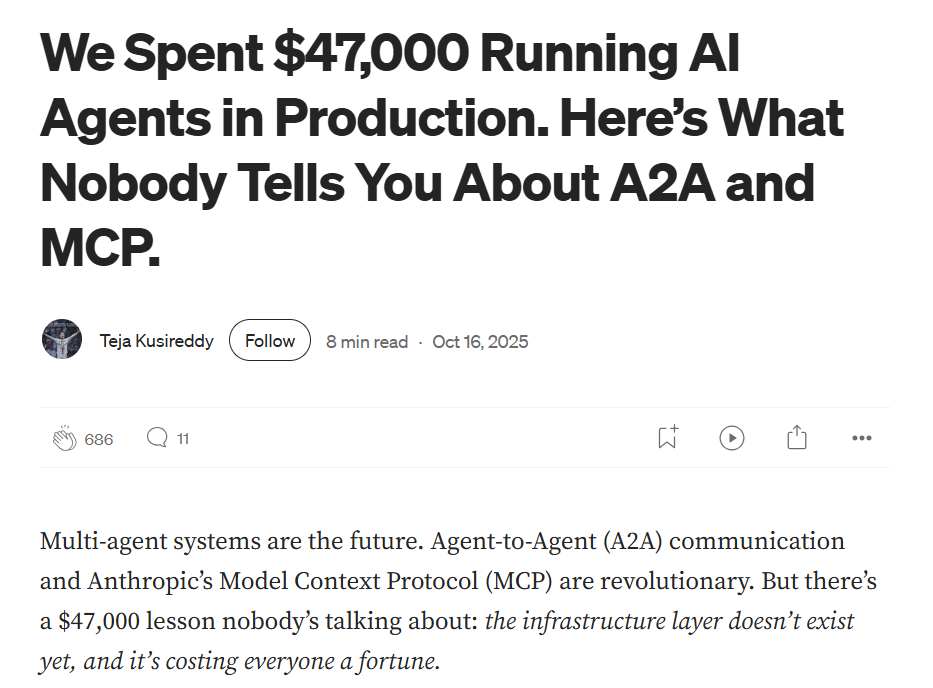 We Spent $47,000 Running AI
Agents in Production. Here’s What
Nobody Tells You About A2A and
MCP.
Teja Kusireddy Follow 8 min read · Oct 16, 2025
686 11
Multi-agent systems are the future. Agent-to-Agent (A2A) communication
and Anthropic’s Model Context Protocol (MCP) are revolutionary. But there’s
a $47,000 lesson nobody’s talking about: the infrastructure layer doesn’t exist
yet, and it’s costing everyone a fortune.